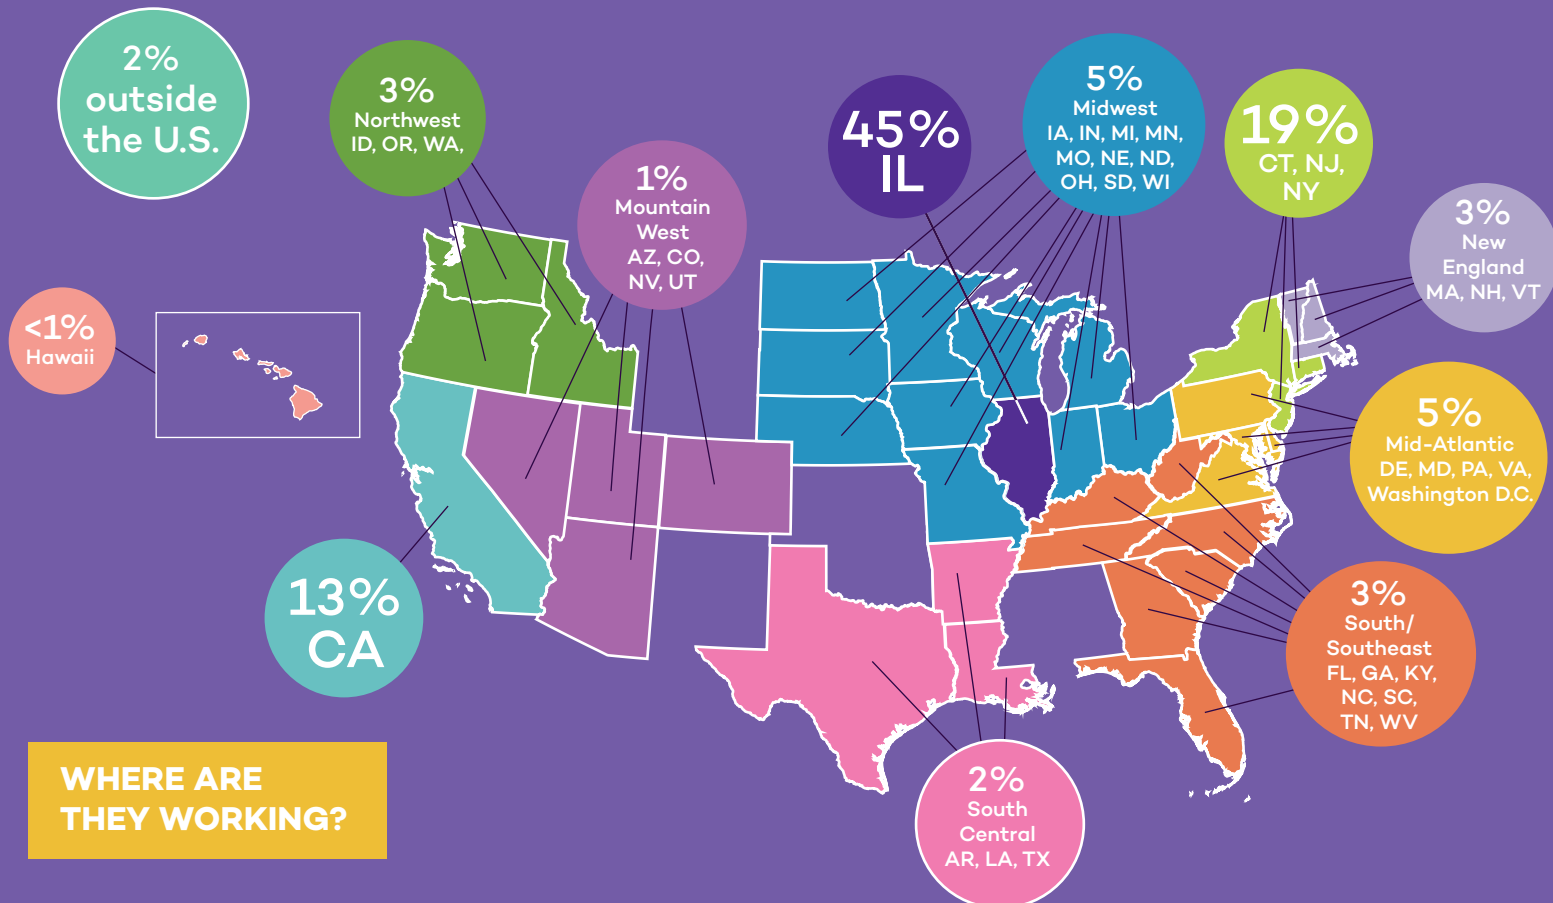 2%
outside
the U.S.
3%
Northwest
ID, OR, WA,
1%
Mountain
West
AZ, CO,
NV, UT
45%
IL
5%
Midwest
IA, IN, MI, MN,
MO, NE, ND,
OH, SD, WI
19%
CT, NJ,
NY
3%
New
England
MA, NH, VT
<1%
Hawaii
5%
Mid-Atlantic
DE, MD, PA, VA,
Washington D.C.
13%
CA
3%
South/
Southeast
FL, GA, KY,
NC, SC,
TN, WV
2%
South
Central
AR, LA, TX
WHERE ARE
THEY WORKING?